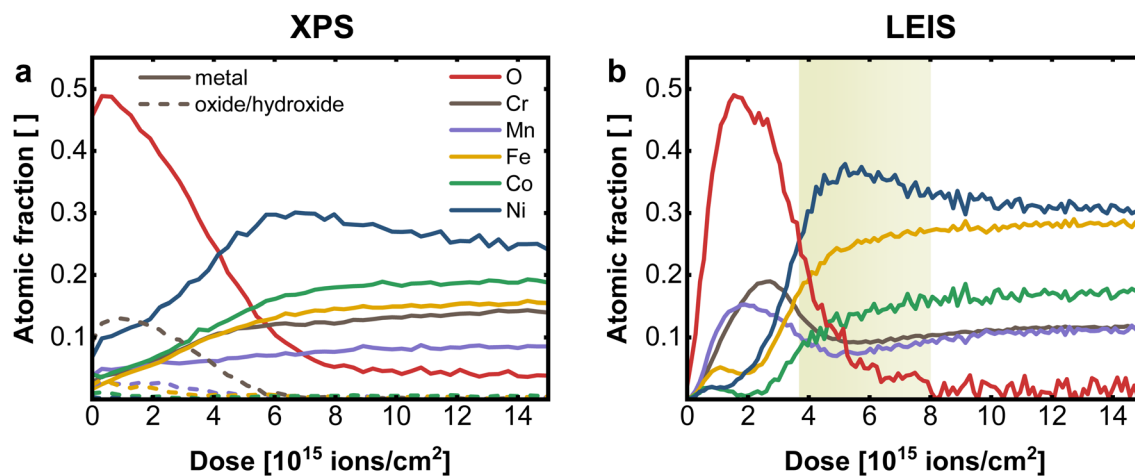 XPS
a
metal
oxide/hydroxide
O
Cr
Mn
Fe
Co
Ni
0.5
0.4
0.3
0.2
0.1
Atomic fraction [ ]
0 2 4 6 8 10 12 14
Dose [10¹⁵ ions/cm²]
LEIS
b
0.5
0.4
0.3
0.2
0.1
Atomic fraction [ ]
0 2 4 6 8 10 12 14
Dose [10¹⁵ ions/cm²]